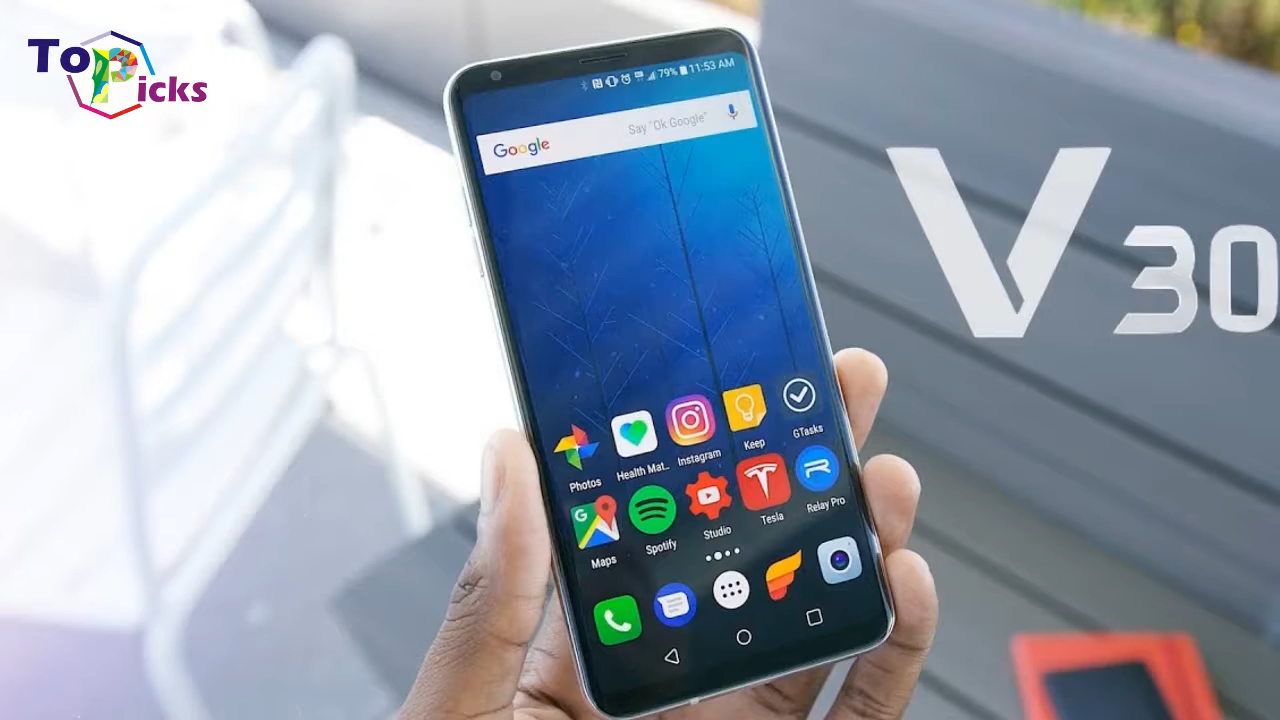 ToPicks
79% 11:53 AM
Google Say "Ok Google"
V30
Photos Health Mat.. Instagram Keep GTasks
Maps Spotify Studio Tesla Relay Pro